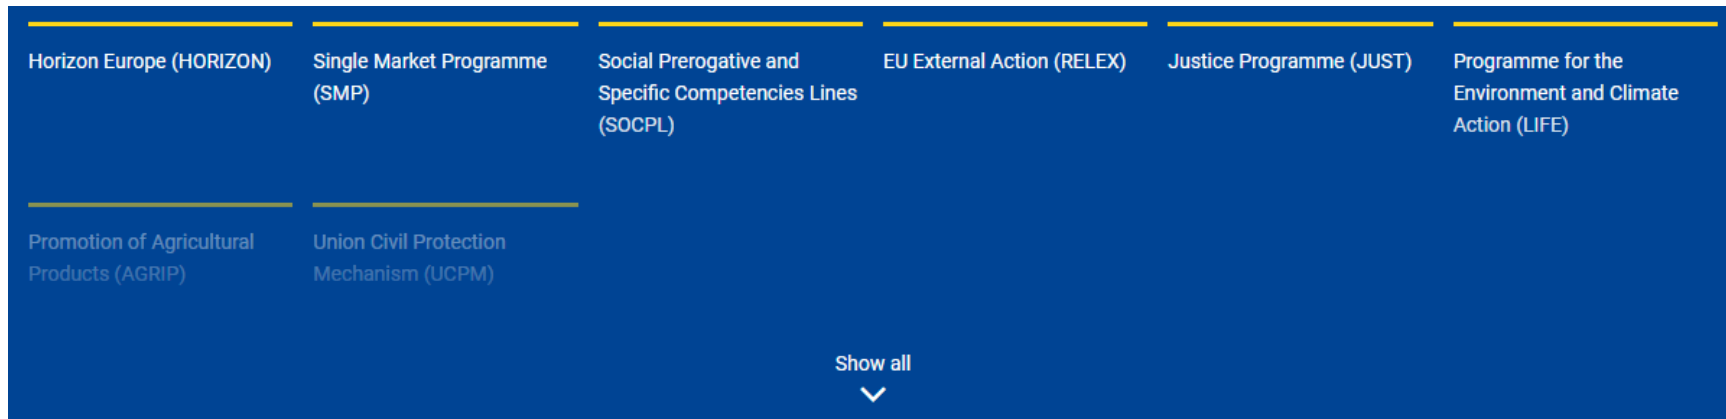 Horizon Europe (HORIZON)
Single Market Programme
(SMP)
Social Prerogative and
Specific Competencies Lines
(SOCPL)
EU External Action (RELEX)
Justice Programme (JUST)
Programme for the
Environment and Climate
Action (LIFE)
Promotion of Agricultural
Products (AGRIP)
Union Civil Protection
Mechanism (UCPM)
Show all